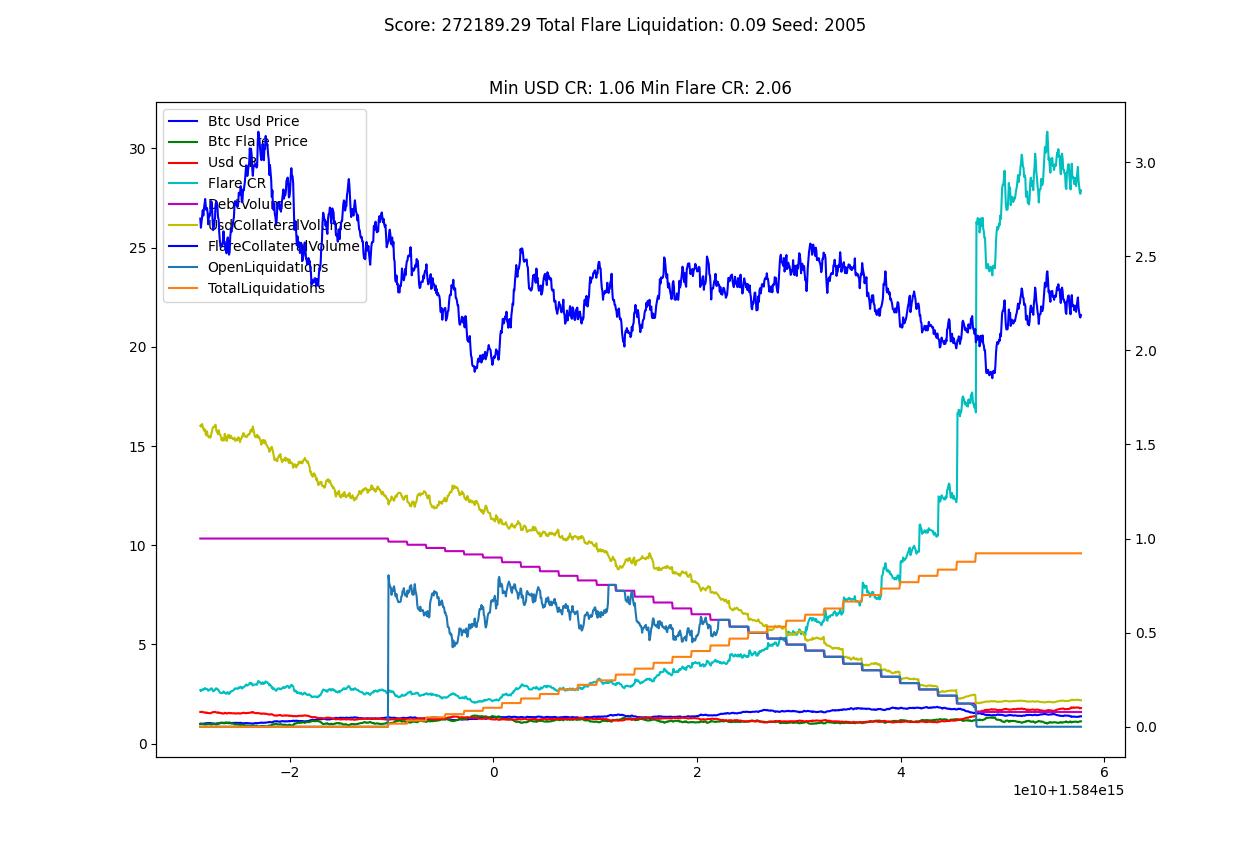 Score: 272189.29 Total Flare Liquidation: 0.09 Seed: 2005
Min USD CR: 1.06 Min Flare CR: 2.06
Btc Usd Price
Btc Flare Price
Usd CR
Flare CR
DebtVolume
UsdCollateralVolume
FlareCollateralVolume
OpenLiquidations
TotalLiquidations
30
25
20
15
10
5
0
3.0
2.5
2.0
1.5
1.0
0.5
0.0
−2
0
2
4
6
1e10+1.584e15